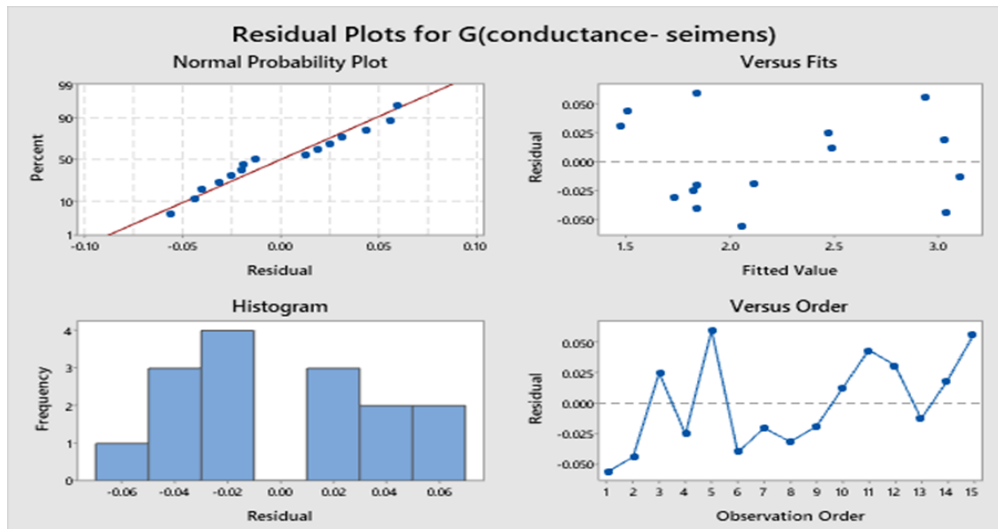 Residual Plots for G(conductance- seimens)
Normal Probability Plot
99
90
50
10
1
Percent
-0.10 -0.05 0.00 0.05 0.10
Residual
Versus Fits
0.050
0.025
0.000
-0.025
-0.050
Residual
1.5 2.0 2.5 3.0
Fitted Value
Histogram
4
3
2
1
0
Frequency
-0.06 -0.04 -0.02 0.00 0.02 0.04 0.06
Residual
Versus Order
0.050
0.025
0.000
-0.025
-0.050
Residual
1 2 3 4 5 6 7 8 9 10 11 12 13 14 15
Observation Order